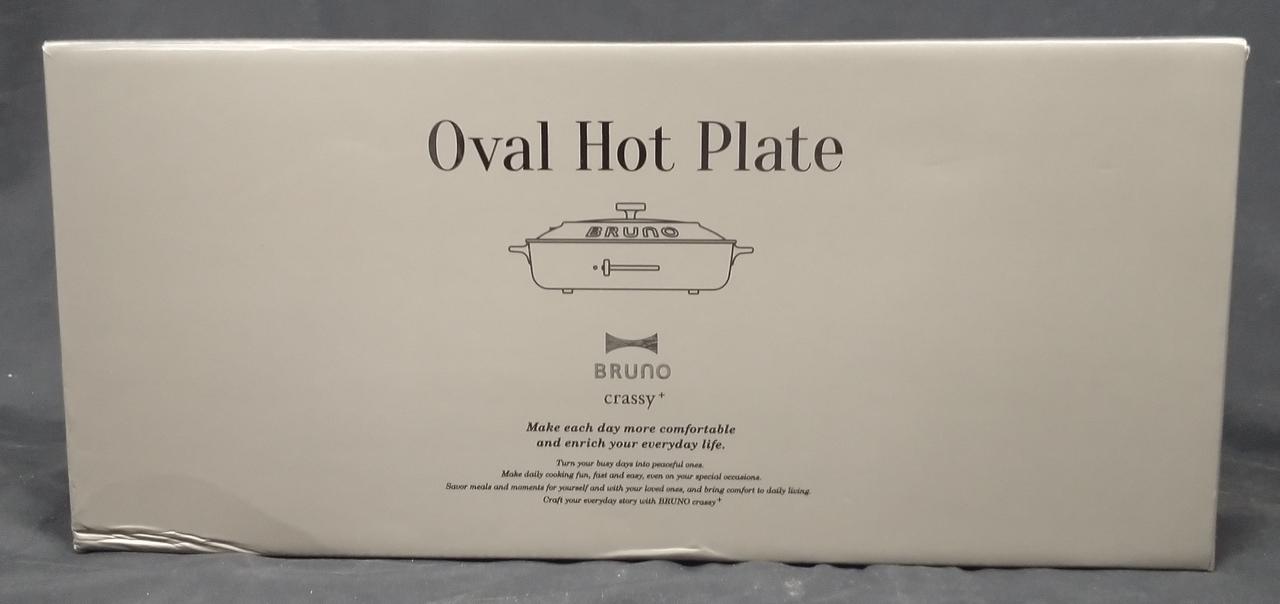 Oval Hot Plate
BRUNO
BRUNO
crassy+
Make each day more comfortable
and enrich your everyday life.
Turn your busy days into peaceful ones.
Make daily cooking fun, fast and easy, even on your special occasions.
Savor meals and moments for yourself and with your loved ones, and bring comfort to daily living.
Craft your everyday story with BRUNO crassy+